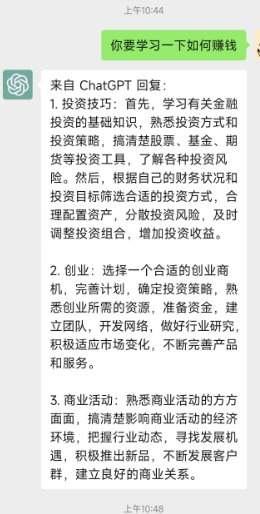 上午10:44
你要学习一下如何赚钱
来自 ChatGPT 回复：
1. 投资技巧：首先，学习有关金融
投资的基础知识，熟悉投资方式和
投资策略，搞清楚股票、基金、期
货等投资工具，了解各种投资风
险。然后，根据自己的财务状况和
投资目标筛选合适的投资方式，合
理配置资产，分散投资风险，及时
调整投资组合，增加投资收益。
2. 创业：选择一个合适的创业商
机，完善计划，确定投资策略，熟
悉创业所需的资源，准备资金，建
立团队，开发网络，做好行业研究，
积极适应市场变化，不断完善产品
和服务。
3. 商业活动：熟悉商业活动的方方
面面，搞清楚影响商业活动的经济
环境，把握行业动态，寻找发展机
遇，积极推出新品，不断发展客户
群，建立良好的商业关系。
上午10:48